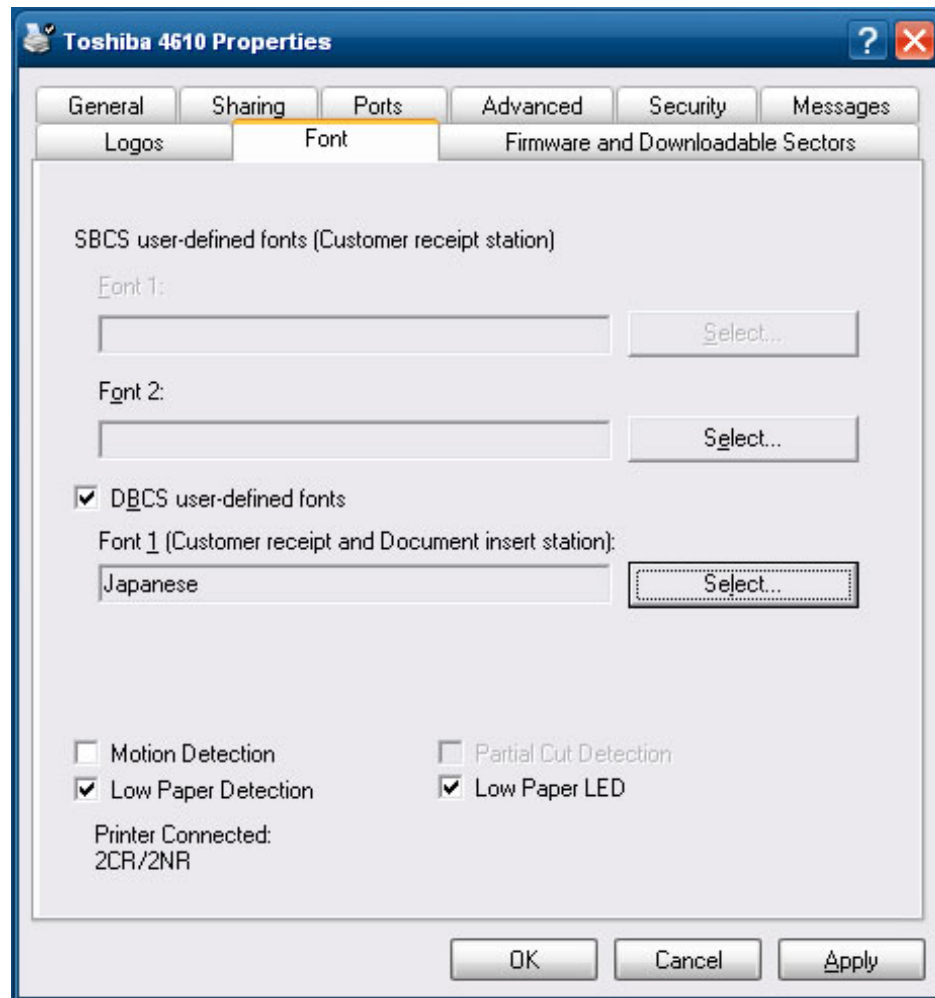 Toshiba 4610 Properties
General Sharing Ports Advanced Security Messages
Logos Font Firmware and Downloadable Sectors
SBCS user-defined fonts (Customer receipt station)
Font 1:
Select...
Font 2:
Select...
DBCS user-defined fonts
Font 1 (Customer receipt and Document insert station):
Japanese Select...
Motion Detection Partial Cut Detection
Low Paper Detection Low Paper LED
Printer Connected:
2CR/2NR
OK Cancel Apply